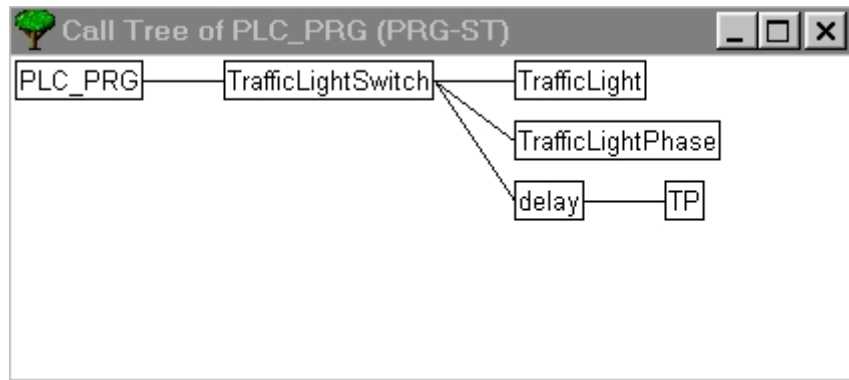 Call Tree of PLC_PRG (PRG-ST)
PLC_PRG TrafficLightSwitch TrafficLight
TrafficLightPhase
delay TP